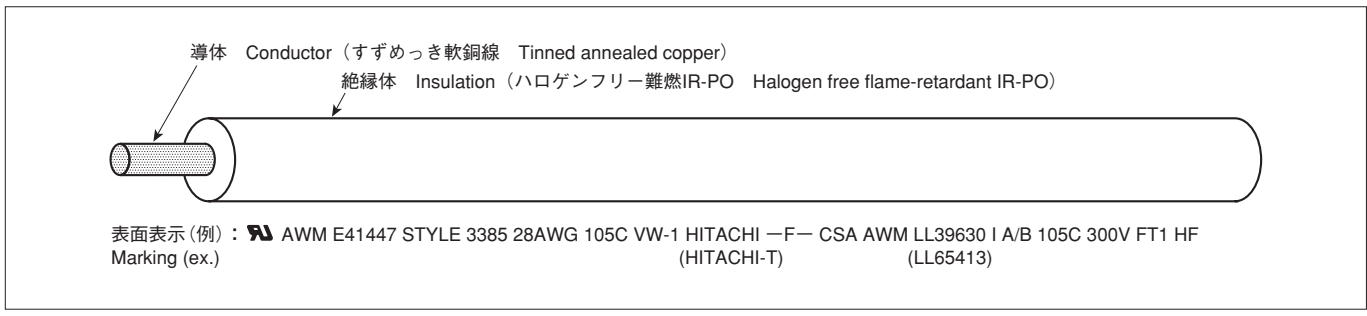 導体　Conductor（すずめっき軟銅線　Tinned annealed copper）
絶縁体　Insulation（ハロゲンフリー難燃IR-PO　Halogen free flame-retardant IR-PO）
表面表示（例）： RU AWM E41447 STYLE 3385 28AWG 105C VW-1 HITACHI －F－ CSA AWM LL39630 I A/B 105C 300V FT1 HF
Marking (ex.) (HITACHI-T) (LL65413)